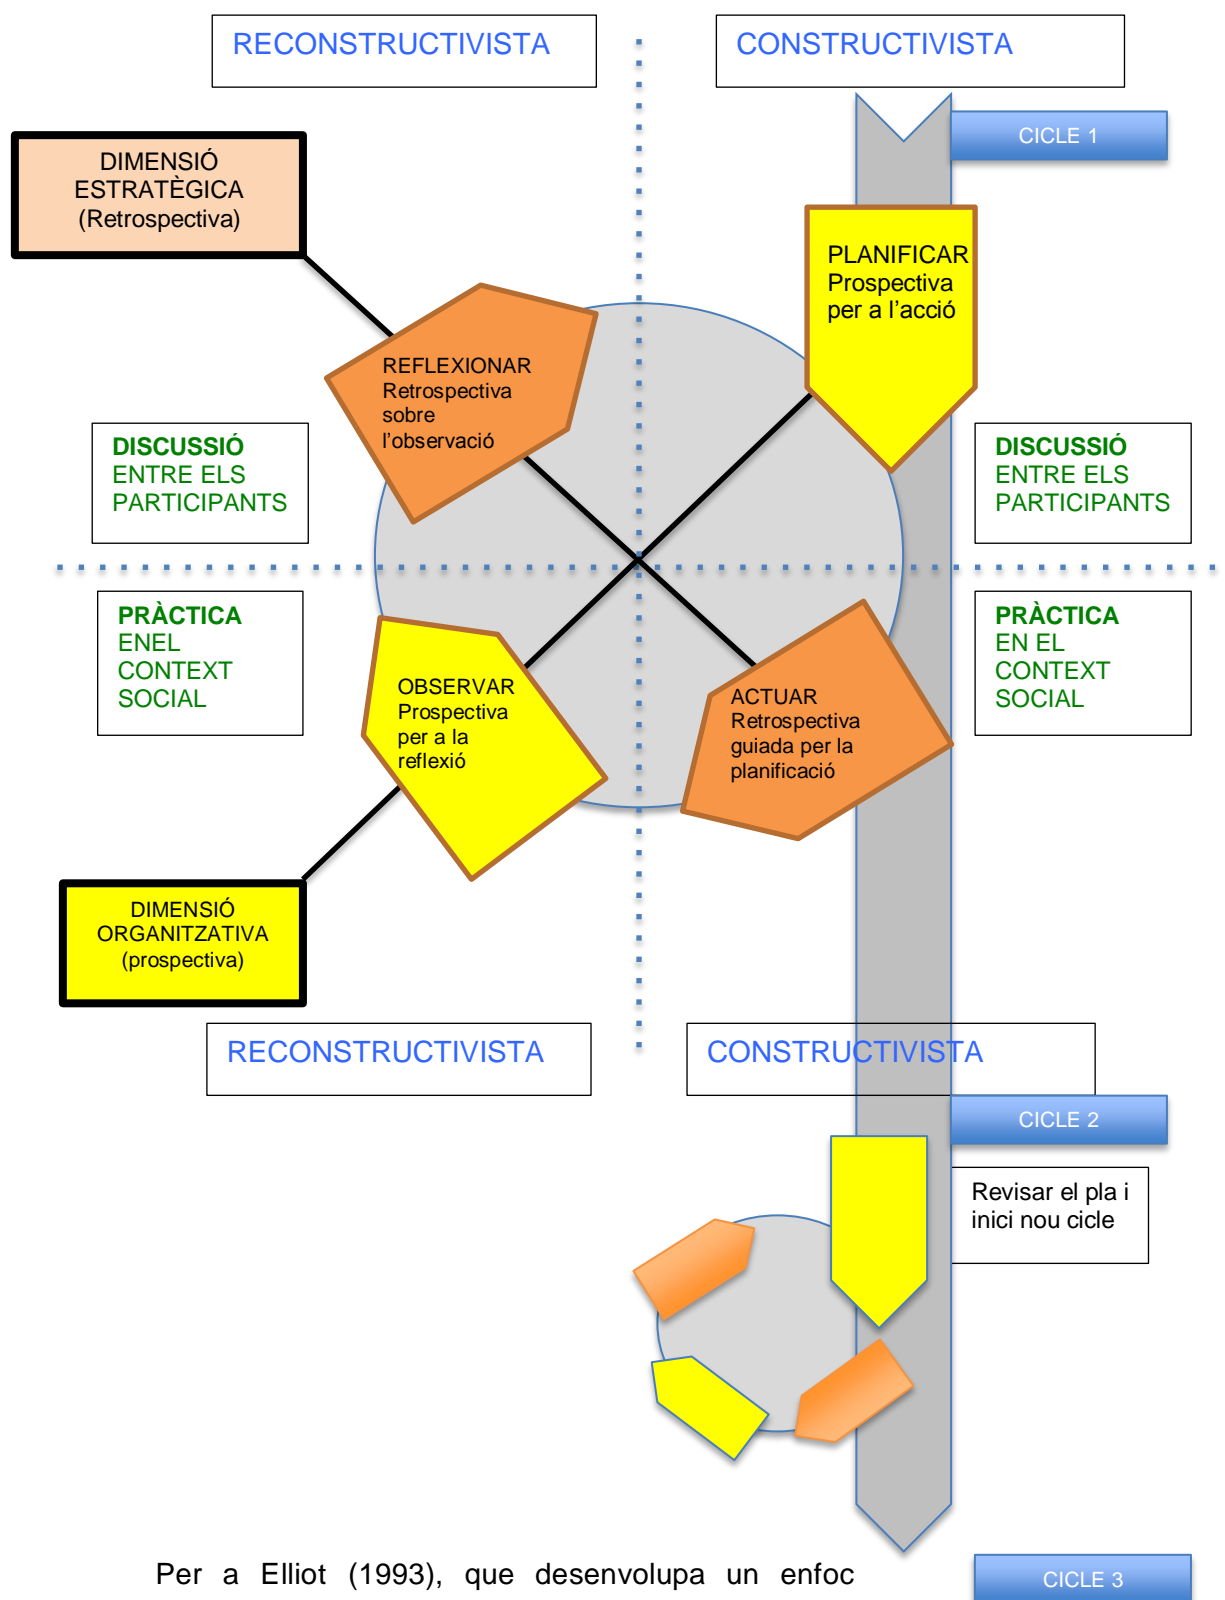 RECONSTRUCTIVISTA
CONSTRUCTIVISTA
CICLE 1
DIMENSIÓ
ESTRATÈGICA
(Retrospectiva)
PLANIFICAR
Prospectiva
per a l’acció
REFLEXIONAR
Retrospectiva
sobre
l’observació
DISCUSSIÓ
ENTRE ELS
PARTICIPANTS
DISCUSSIÓ
ENTRE ELS
PARTICIPANTS
PRÀCTICA
ENEL
CONTEXT
SOCIAL
PRÀCTICA
EN EL
CONTEXT
SOCIAL
OBSERVAR
Prospectiva
per a la
reflexió
ACTUAR
Retrospectiva
guiada per la
planificació
DIMENSIÓ
ORGANITZATIVA
(prospectiva)
RECONSTRUCTIVISTA
CONSTRUCTIVISTA
CICLE 2
Revisar el pla i
inici nou cicle
Per a Elliot (1993), que desenvolupa un enfoc
CICLE 3